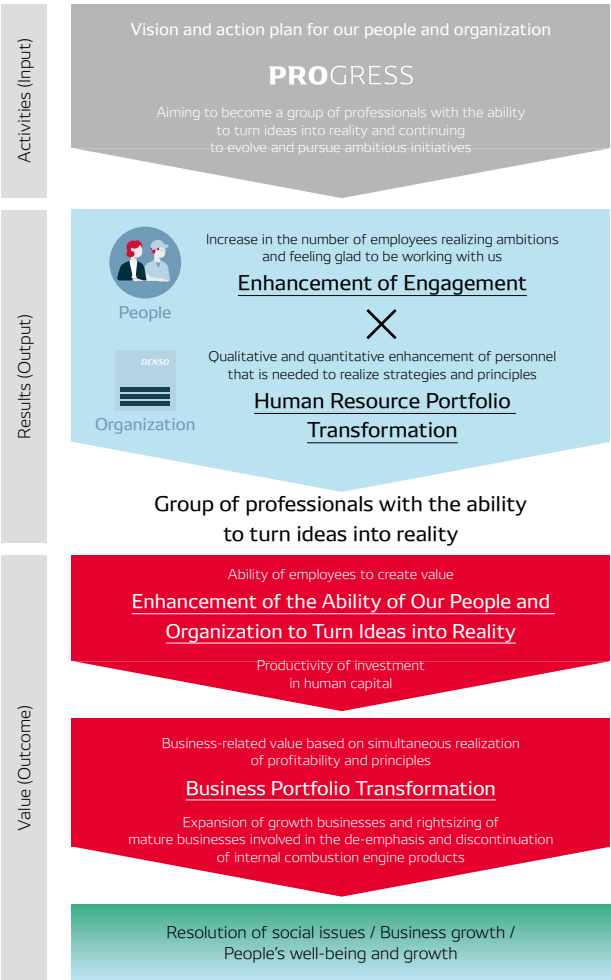 Activities (Input)
Vision and action plan for our people and organization
PROGRESS
Aiming to become a group of professionals with the ability
to turn ideas into reality and continuing
to evolve and pursue ambitious initiatives
Results (Output)
People
Increase in the number of employees realizing ambitions
and feeling glad to be working with us
Enhancement of Engagement
×
DENSO
Organization
Qualitative and quantitative enhancement of personnel
that is needed to realize strategies and principles
Human Resource Portfolio
Transformation
Group of professionals with the ability
to turn ideas into reality
Value (Outcome)
Ability of employees to create value
Enhancement of the Ability of Our People and
Organization to Turn Ideas into Reality
Productivity of investment
in human capital
Business-related value based on simultaneous realization
of profitability and principles
Business Portfolio Transformation
Expansion of growth businesses and rightsizing of
mature businesses involved in the de-emphasis and discontinuation
of internal combustion engine products
Resolution of social issues / Business growth /
People’s well-being and growth